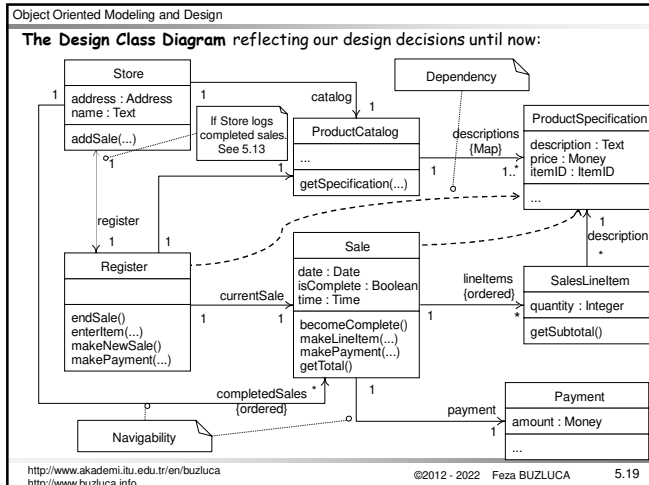 Object Oriented Modeling and Design
The Design Class Diagram reflecting our design decisions until now:
Store
address : Address
name : Text
addSale(...)
1
1
catalog
1
If Store logs
completed sales.
See 5.13
Dependency
ProductCatalog
...
getSpecification(...)
descriptions
{Map}
1
1..*
ProductSpecification
description : Text
price : Money
itemID : ItemID
...
1
1
register
1
1
Register
endSale()
enterItem(...)
makeNewSale()
makePayment(...)
currentSale
1
1
Sale
date : Date
isComplete : Boolean
time : Time
becomeComplete()
makeLineItem(...)
makePayment(...)
getTotal()
lineItems
{ordered}
1
*
1
description
*
SalesLineItem
quantity : Integer
getSubtotal()
completedSales
*
{ordered}
1
payment
1
Payment
amount : Money
...
Navigability
http://www.akademi.itu.edu.tr/en/buzluca
http://www.buzluca.info
©2012 - 2022 Feza BUZLUCA
5.19